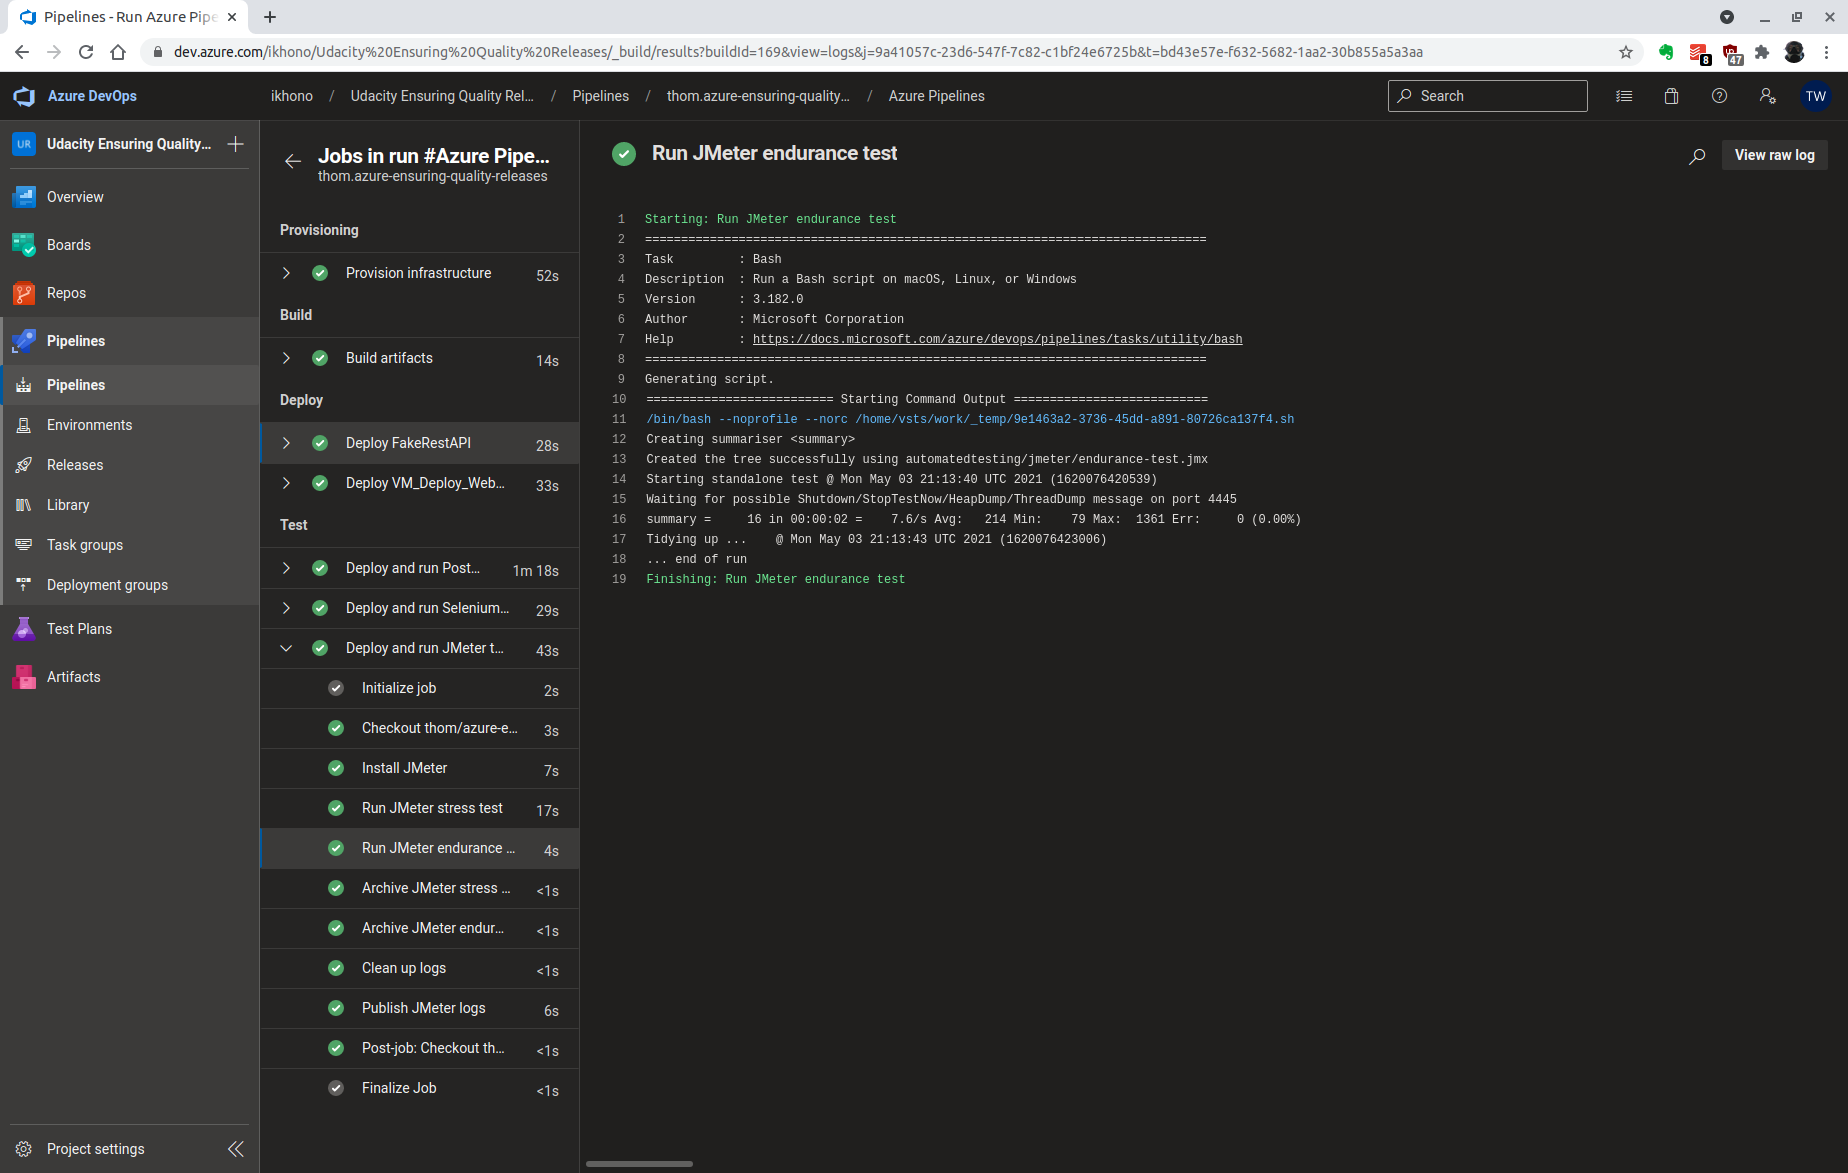 Pipelines - Run Azure Pipe
dev.azure.com/ikhono/Udacity%20Ensuring%20Quality%20Releases/_build/results?buildId=169&view=logs&j=9a41057c-23d6-547f-7c82-c1bf24e6725b&t=bd43e57e-f632-5682-1aa2-30b855a5a3aa
8
47
Azure DevOps
ikhono / Udacity Ensuring Quality Rel... / Pipelines / thom.azure-ensuring-quality... / Azure Pipelines
Search
TW
UR Udacity Ensuring Quality...
Overview
Boards
Repos
Pipelines
Pipelines
Environments
Releases
Library
Task groups
Deployment groups
Test Plans
Artifacts
Project settings
Jobs in run #Azure Pipe...
thom.azure-ensuring-quality-releases
Provisioning
Provision infrastructure 52s
Build
Build artifacts 14s
Deploy
Deploy FakeRestAPI 28s
Deploy VM_Deploy_Web... 33s
Test
Deploy and run Post... 1m 18s
Deploy and run Selenium... 29s
Deploy and run JMeter t... 43s
Initialize job 2s
Checkout thom/azure-e... 3s
Install JMeter 7s
Run JMeter stress test 17s
Run JMeter endurance ... 4s
Archive JMeter stress ... <1s
Archive JMeter endur... <1s
Clean up logs <1s
Publish JMeter logs 6s
Post-job: Checkout th... <1s
Finalize Job <1s
Run JMeter endurance test
View raw log
1 Starting: Run JMeter endurance test
2 ==============================================================================
3 Task : Bash
4 Description : Run a Bash script on macOS, Linux, or Windows
5 Version : 3.182.0
6 Author : Microsoft Corporation
7 Help : https://docs.microsoft.com/azure/devops/pipelines/tasks/utility/bash
8 ==============================================================================
9 Generating script.
10 ========================== Starting Command Output ===========================
11 /bin/bash --noprofile --norc /home/vsts/work/_temp/9e1463a2-3736-45dd-a891-80726ca137f4.sh
12 Creating summariser <summary>
13 Created the tree successfully using automatedtesting/jmeter/endurance-test.jmx
14 Starting standalone test @ Mon May 03 21:13:40 UTC 2021 (1620076420539)
15 Waiting for possible Shutdown/StopTestNow/HeapDump/ThreadDump message on port 4445
16 summary = 16 in 00:00:02 = 7.6/s Avg: 214 Min: 79 Max: 1361 Err: 0 (0.00%)
17 Tidying up ... @ Mon May 03 21:13:43 UTC 2021 (1620076423006)
18 ... end of run
19 Finishing: Run JMeter endurance test